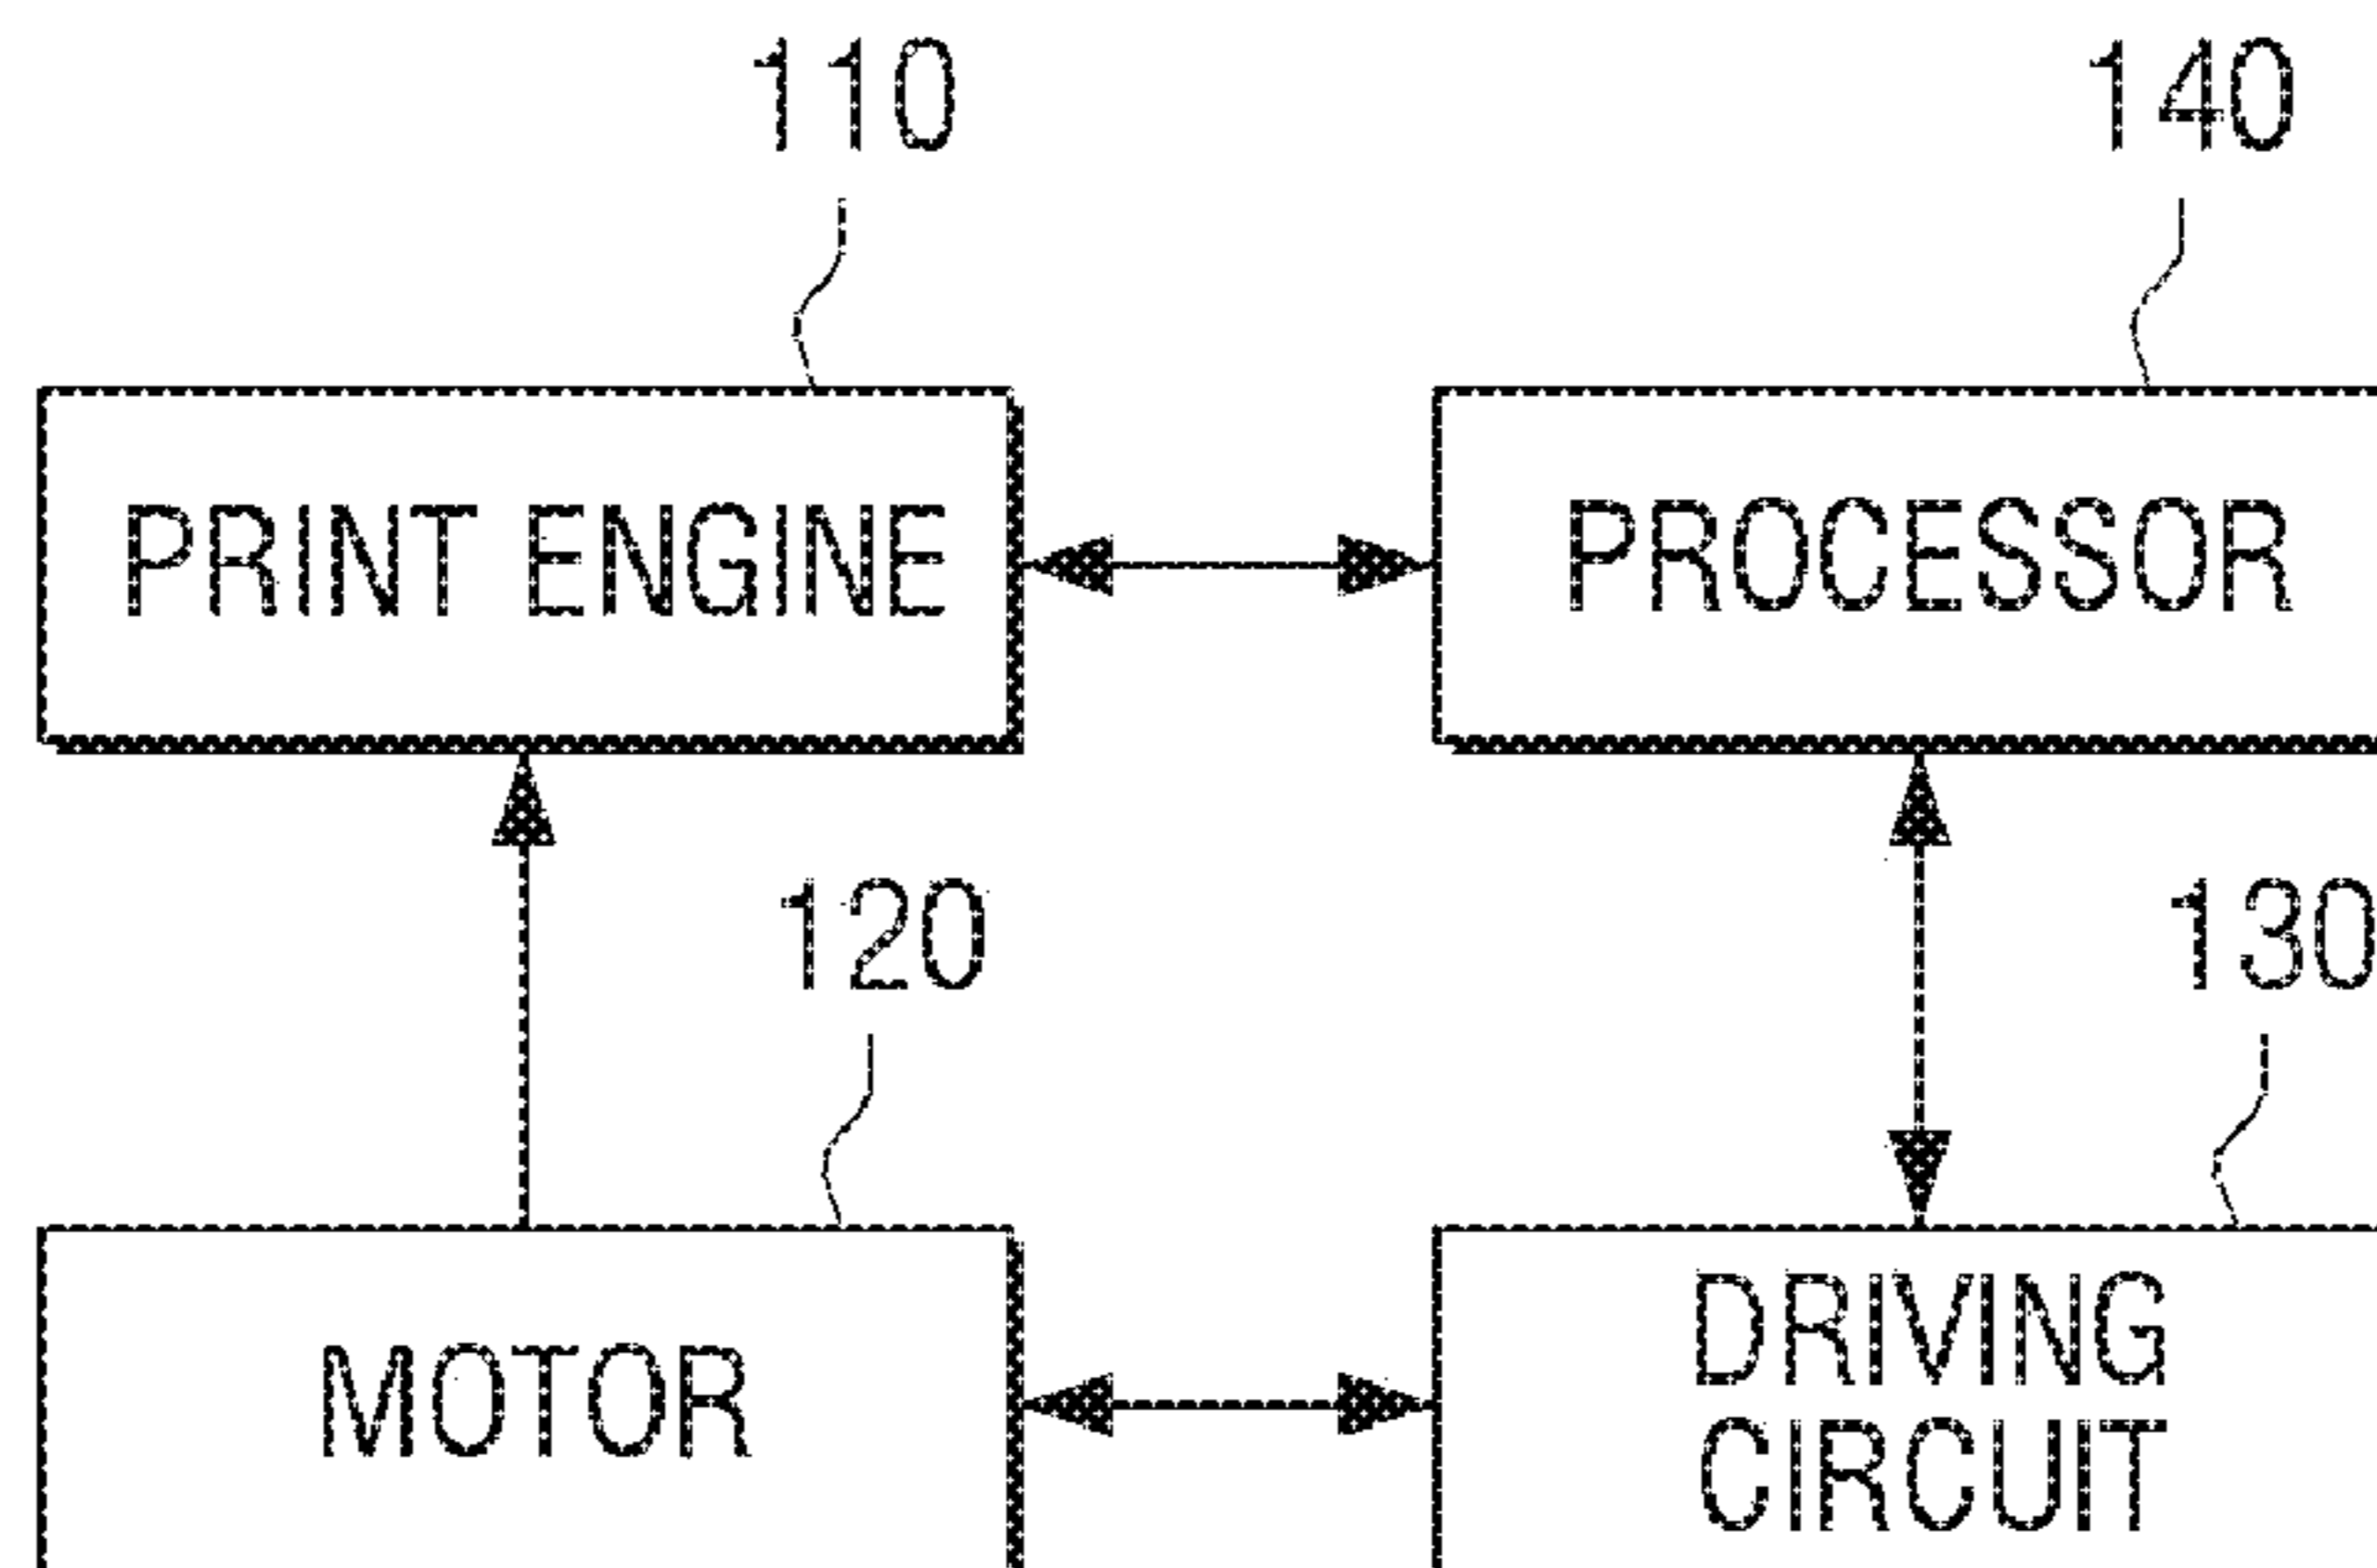 110
140
PRINT ENGINE
PROCESSOR
120
130
MOTOR
DRIVING
CIRCUIT